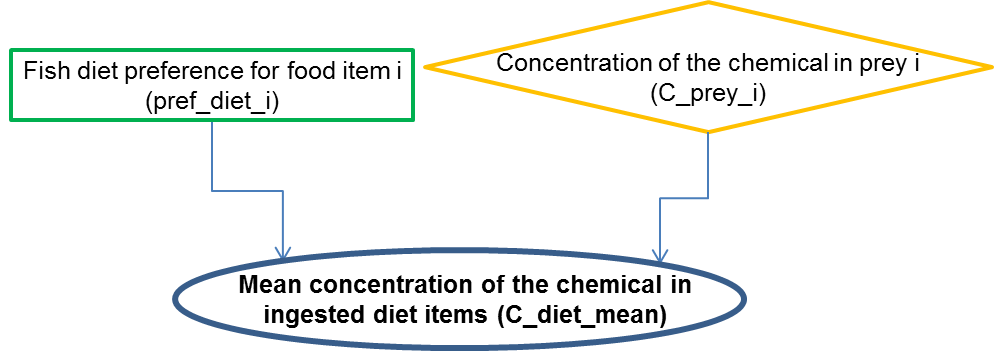 Fish diet preference for food item i
(pref_diet_i)
Concentration of the chemical in prey i
(C_prey_i)
Mean concentration of the chemical in
ingested diet items (C_diet_mean)